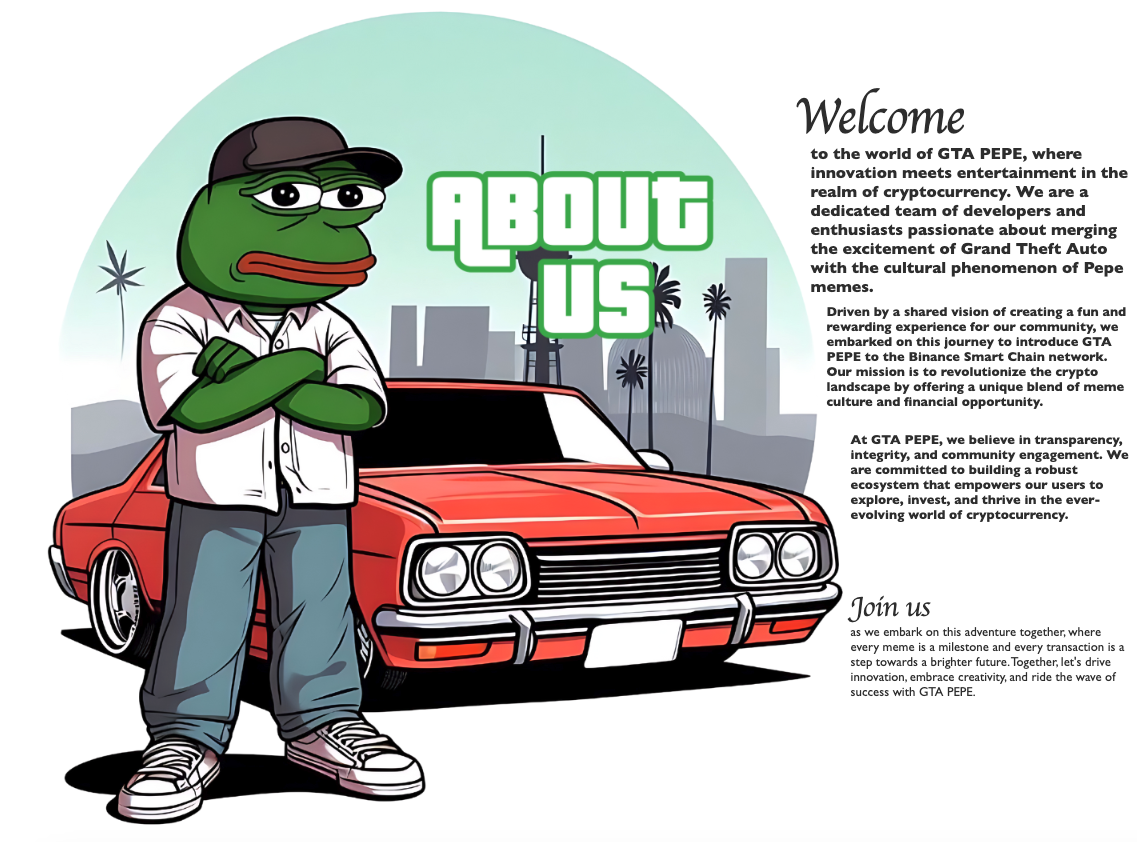 ABOUT
US
Welcome
to the world of GTA PEPE, where
innovation meets entertainment in the
realm of cryptocurrency. We are a
dedicated team of developers and
enthusiasts passionate about merging
the excitement of Grand Theft Auto
with the cultural phenomenon of Pepe
memes.
Driven by a shared vision of creating a fun and
rewarding experience for our community, we
embarked on this journey to introduce GTA
PEPE to the Binance Smart Chain network.
Our mission is to revolutionize the crypto
landscape by offering a unique blend of meme
culture and financial opportunity.
At GTA PEPE, we believe in transparency,
integrity, and community engagement. We
are committed to building a robust
ecosystem that empowers our users to
explore, invest, and thrive in the ever-
evolving world of cryptocurrency.
Join us
as we embark on this adventure together, where
every meme is a milestone and every transaction is a
step towards a brighter future. Together, let's drive
innovation, embrace creativity, and ride the wave of
success with GTA PEPE.